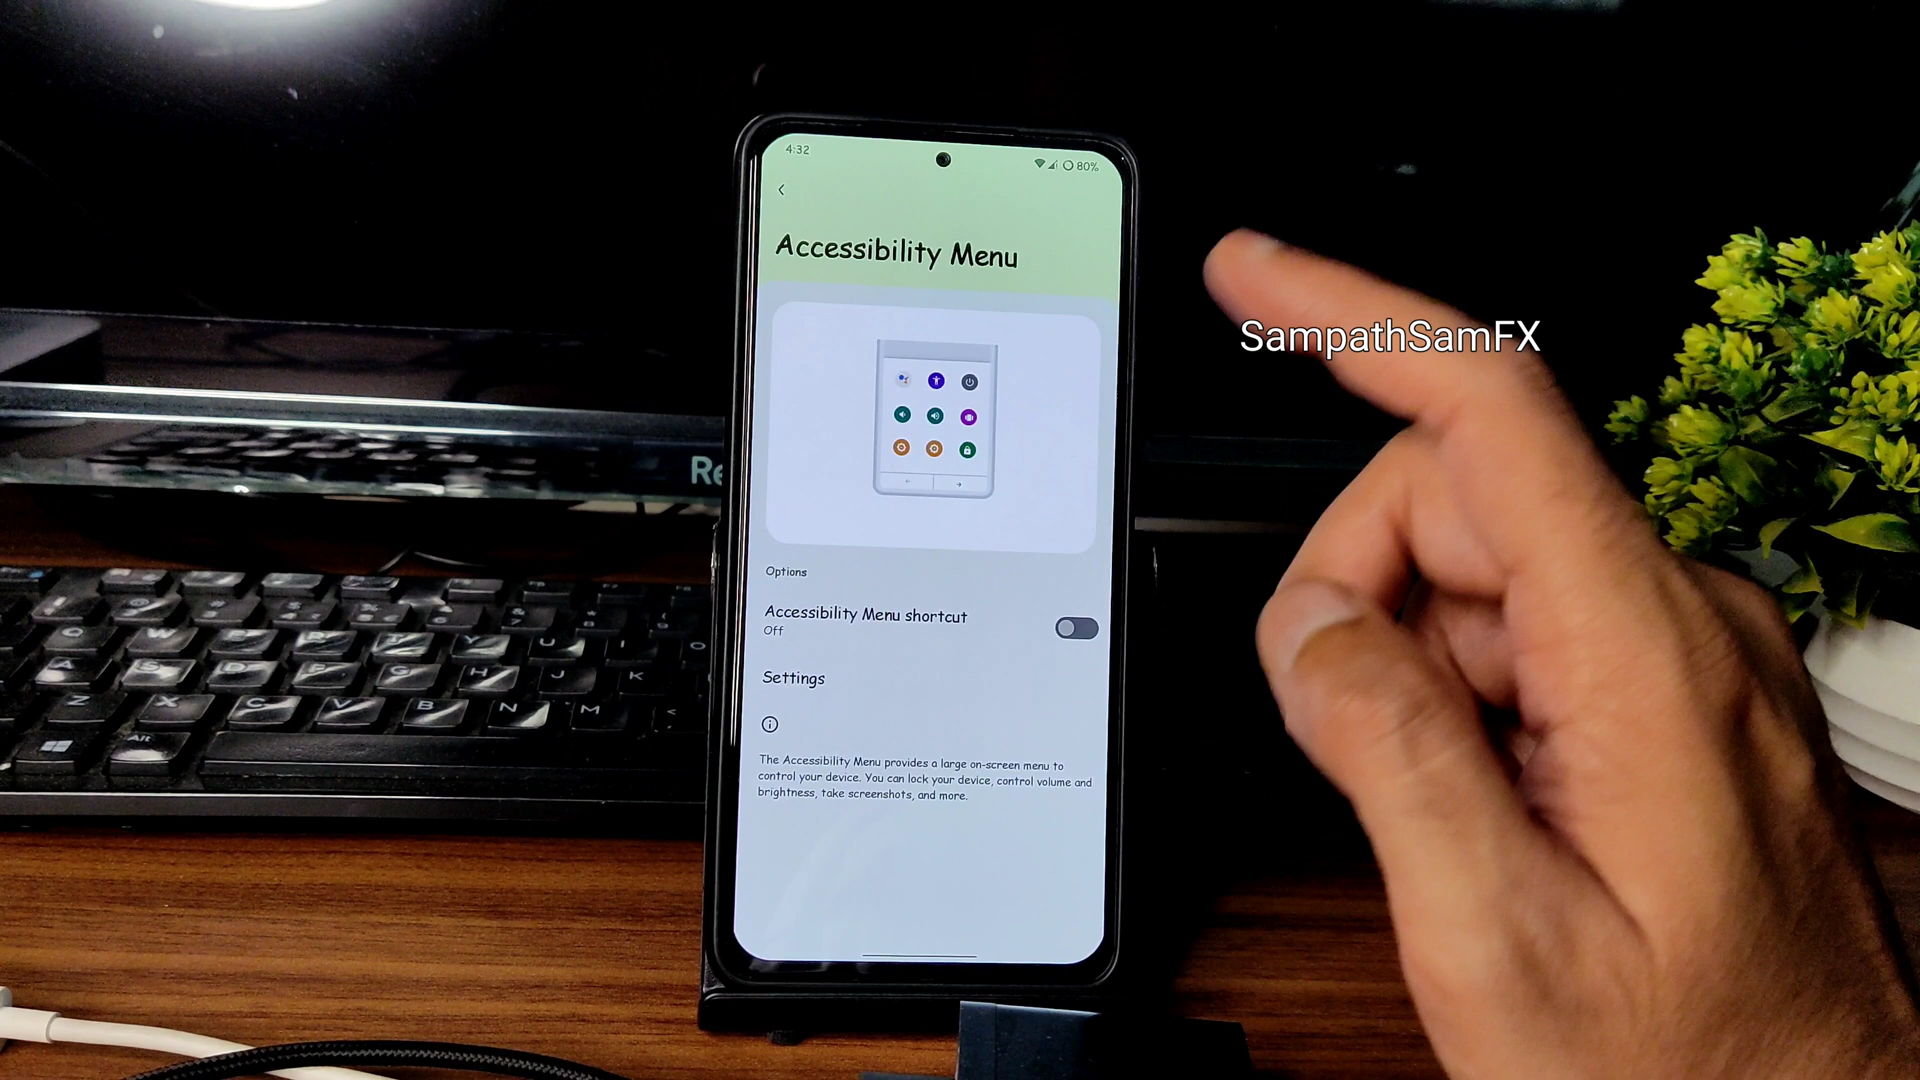 4:32
80%
Accessibility Menu
SampathSamFX
Re
Options
Accessibility Menu shortcut
Off
Settings
The Accessibility Menu provides a large on-screen menu to
control your device. You can lock your device, control volume and
brightness, take screenshots, and more.
Q W E R T Y U I O
A S D F G H J K
Z X C V B N M <
Alt